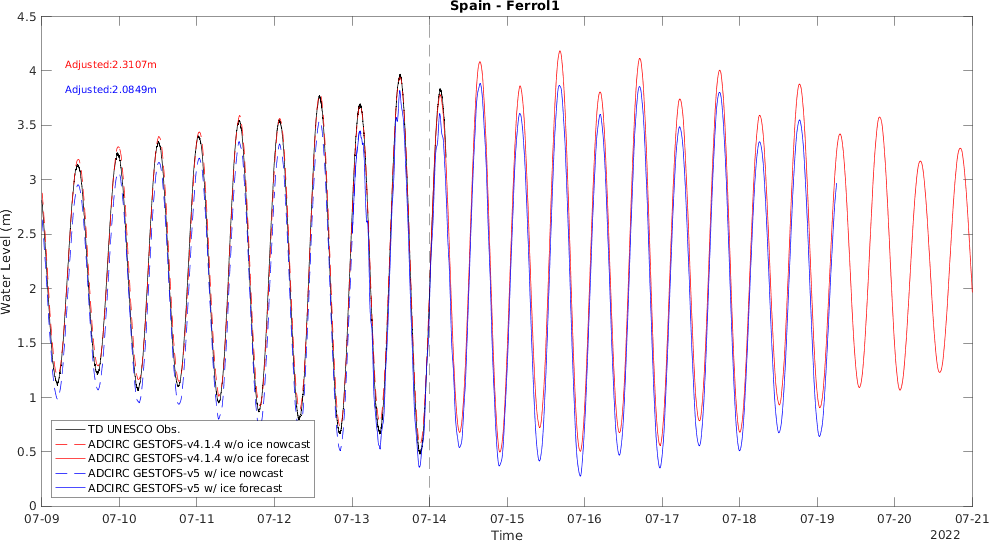 Spain - Ferrol1
Adjusted:2.3107m
Adjusted:2.0849m
Water Level (m)
4.5
4
3.5
3
2.5
2
1.5
1
0.5
0
TD UNESCO Obs.
ADCIRC GESTOFS-v4.1.4 w/o ice nowcast
ADCIRC GESTOFS-v4.1.4 w/o ice forecast
ADCIRC GESTOFS-v5 w/ ice nowcast
ADCIRC GESTOFS-v5 w/ ice forecast
07-09 07-10 07-11 07-12 07-13 07-14 07-15 07-16 07-17 07-18 07-19 07-20 07-21
Time
2022